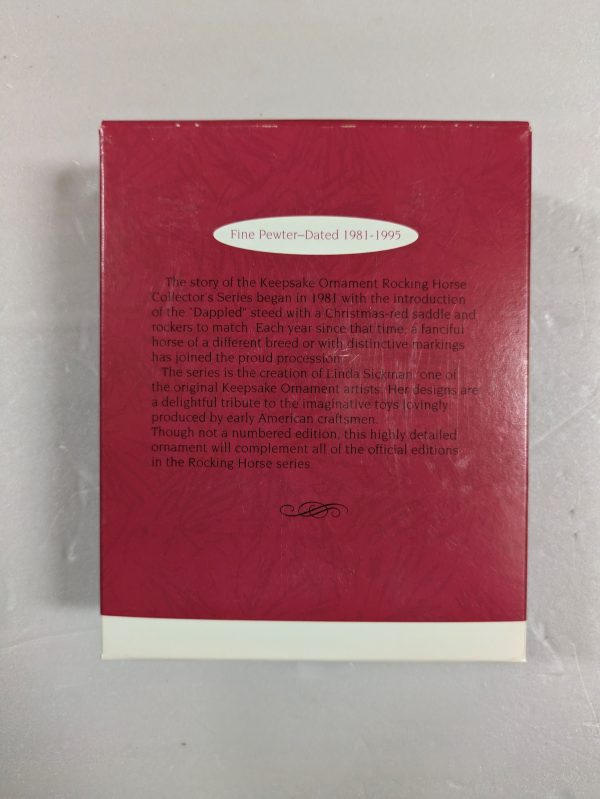 Fine Pewter–Dated 1981-1995
The story of the Keepsake Ornament Rocking Horse
Collector's Series began in 1981 with the introduction
of the "Dappled" steed with a Christmas-red saddle and
rockers to match. Each year since that time, a fanciful
horse of a different breed or with distinctive markings
has joined the proud procession.
The series is the creation of Linda Sickman, one of
the original Keepsake Ornament artists. Her designs are
a delightful tribute to the imaginative toys lovingly
produced by early American craftsmen.
Though not a numbered edition, this highly detailed
ornament will complement all of the official editions
in the Rocking Horse series.